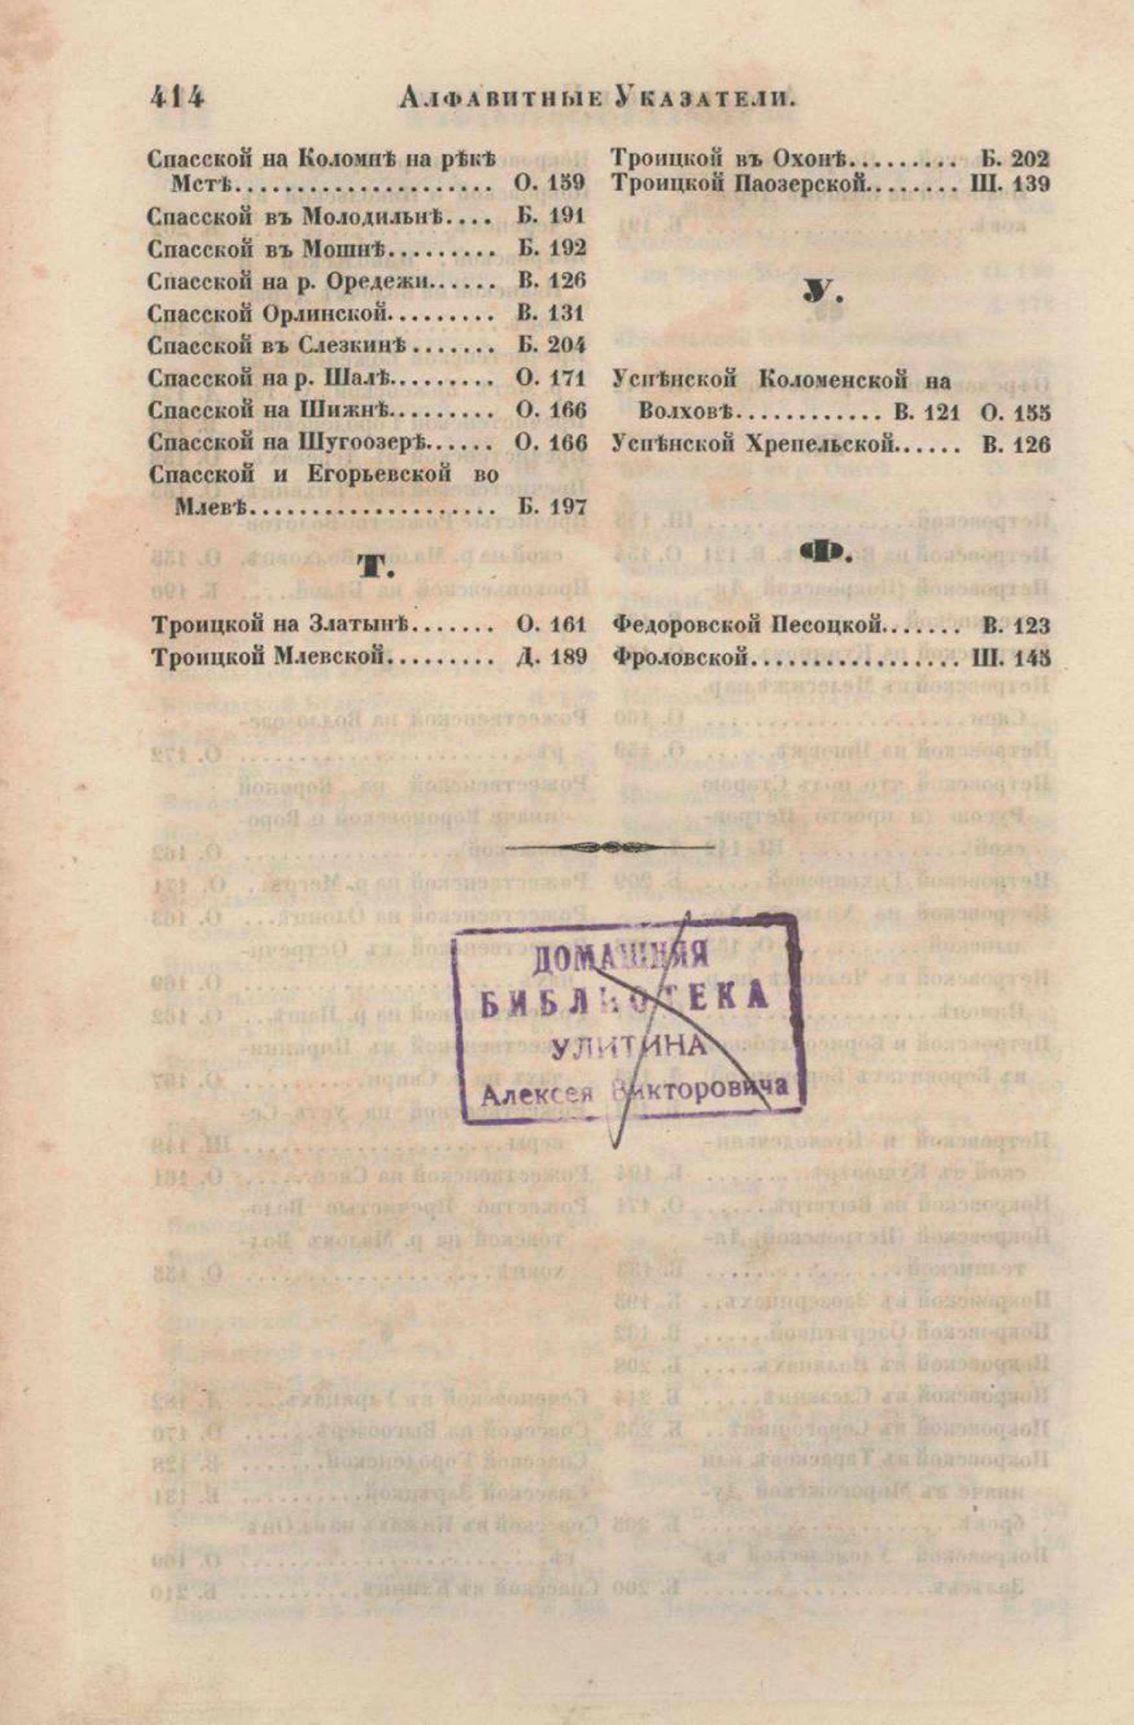 414
Алфавитные Указатели.
Спасской на Коломнѣ на рѣкѣ
Мстѣ.................... О. 159
Спасской въ Молодильнѣ.... Б. 191
Спасской въ Мошнѣ......... Б. 192
Спасской на р. Оредежи...... В. 126
Спасской Орлинской......... В. 131
Спасской въ Слезкинѣ....... Б. 204
Спасской на р. Шалѣ......... О. 171
Спасской на Шижнѣ......... О. 166
Спасской на Шугоозерѣ...... О. 166
Спасской и Егорьевской во
Млевѣ................... Б. 197
Т.
Троицкой на Златынѣ....... О. 161
Троицкой Млевской......... Д. 189
Троицкой въ Охонѣ......... Б. 202
Троицкой Паозерской........ Ш. 139
У.
Успѣнской Коломенской на
Волховѣ............ В. 121 О. 155
Успѣнской Хрепельской...... В. 126
Ф.
Федоровской Песоцкой....... В. 123
Фроловской................ Ш. 145
ДОМАШНЯЯ
БИБЛИОТЕКА
УЛИТИНА
Алексея Викторовича